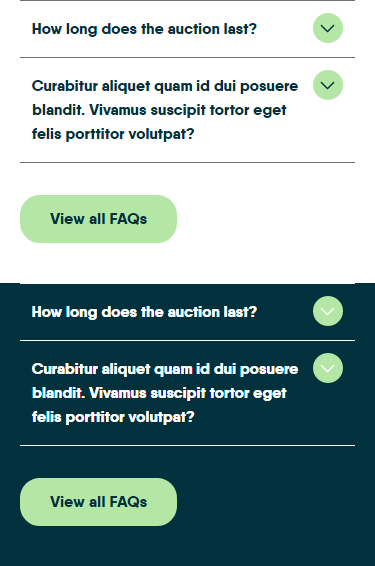 How long does the auction last?
Curabitur aliquet quam id dui posuere
blandit. Vivamus suscipit tortor eget
felis porttitor volutpat?
View all FAQs
How long does the auction last?
Curabitur aliquet quam id dui posuere
blandit. Vivamus suscipit tortor eget
felis porttitor volutpat?
View all FAQs